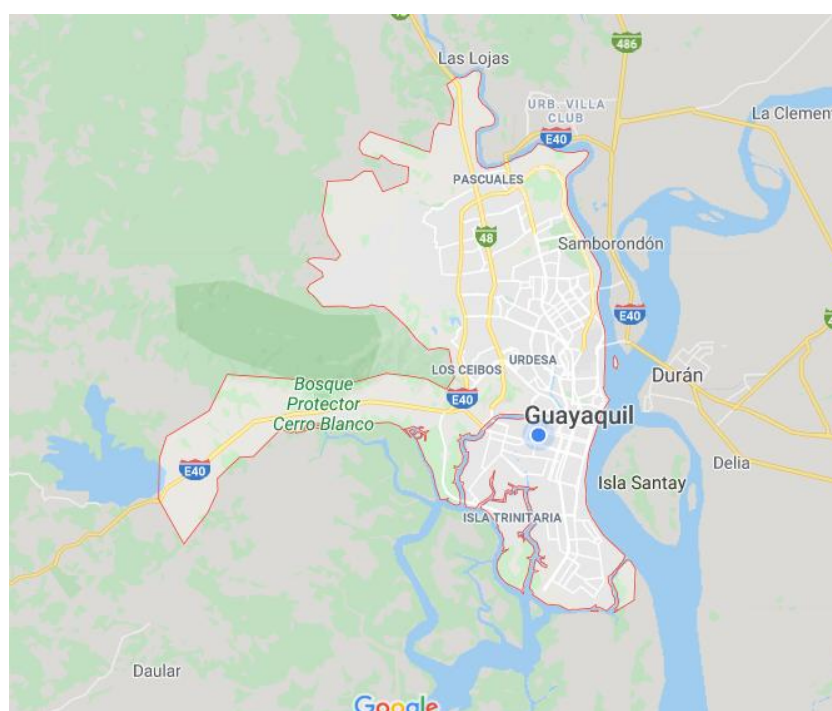 Las Lojas
486
URB. VILLA
CLUB
La Clement
E40
PASCUALES
48
Samborondón
E40
LOS CEIBOS
URDESA
Durán
Bosque
Protector
Cerro Blanco
E40
Guayaquil
Delia
E40
Isla Santay
ISLA TRINITARIA
Daular
Google